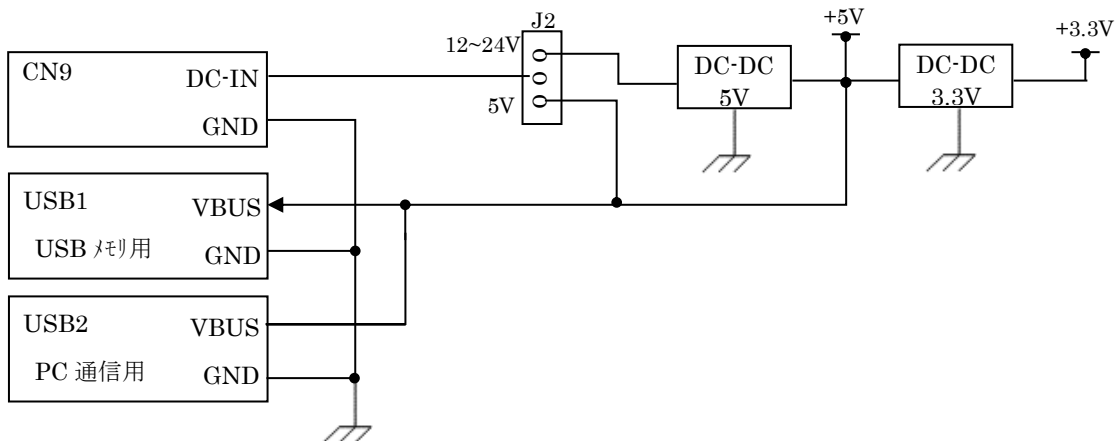 J2
12~24V
5V
CN9
DC-IN
GND
DC-DC
5V
+5V
DC-DC
3.3V
+3.3V
USB1
VBUS
USB ﾒﾓﾘ用
GND
USB2
VBUS
PC 通信用
GND